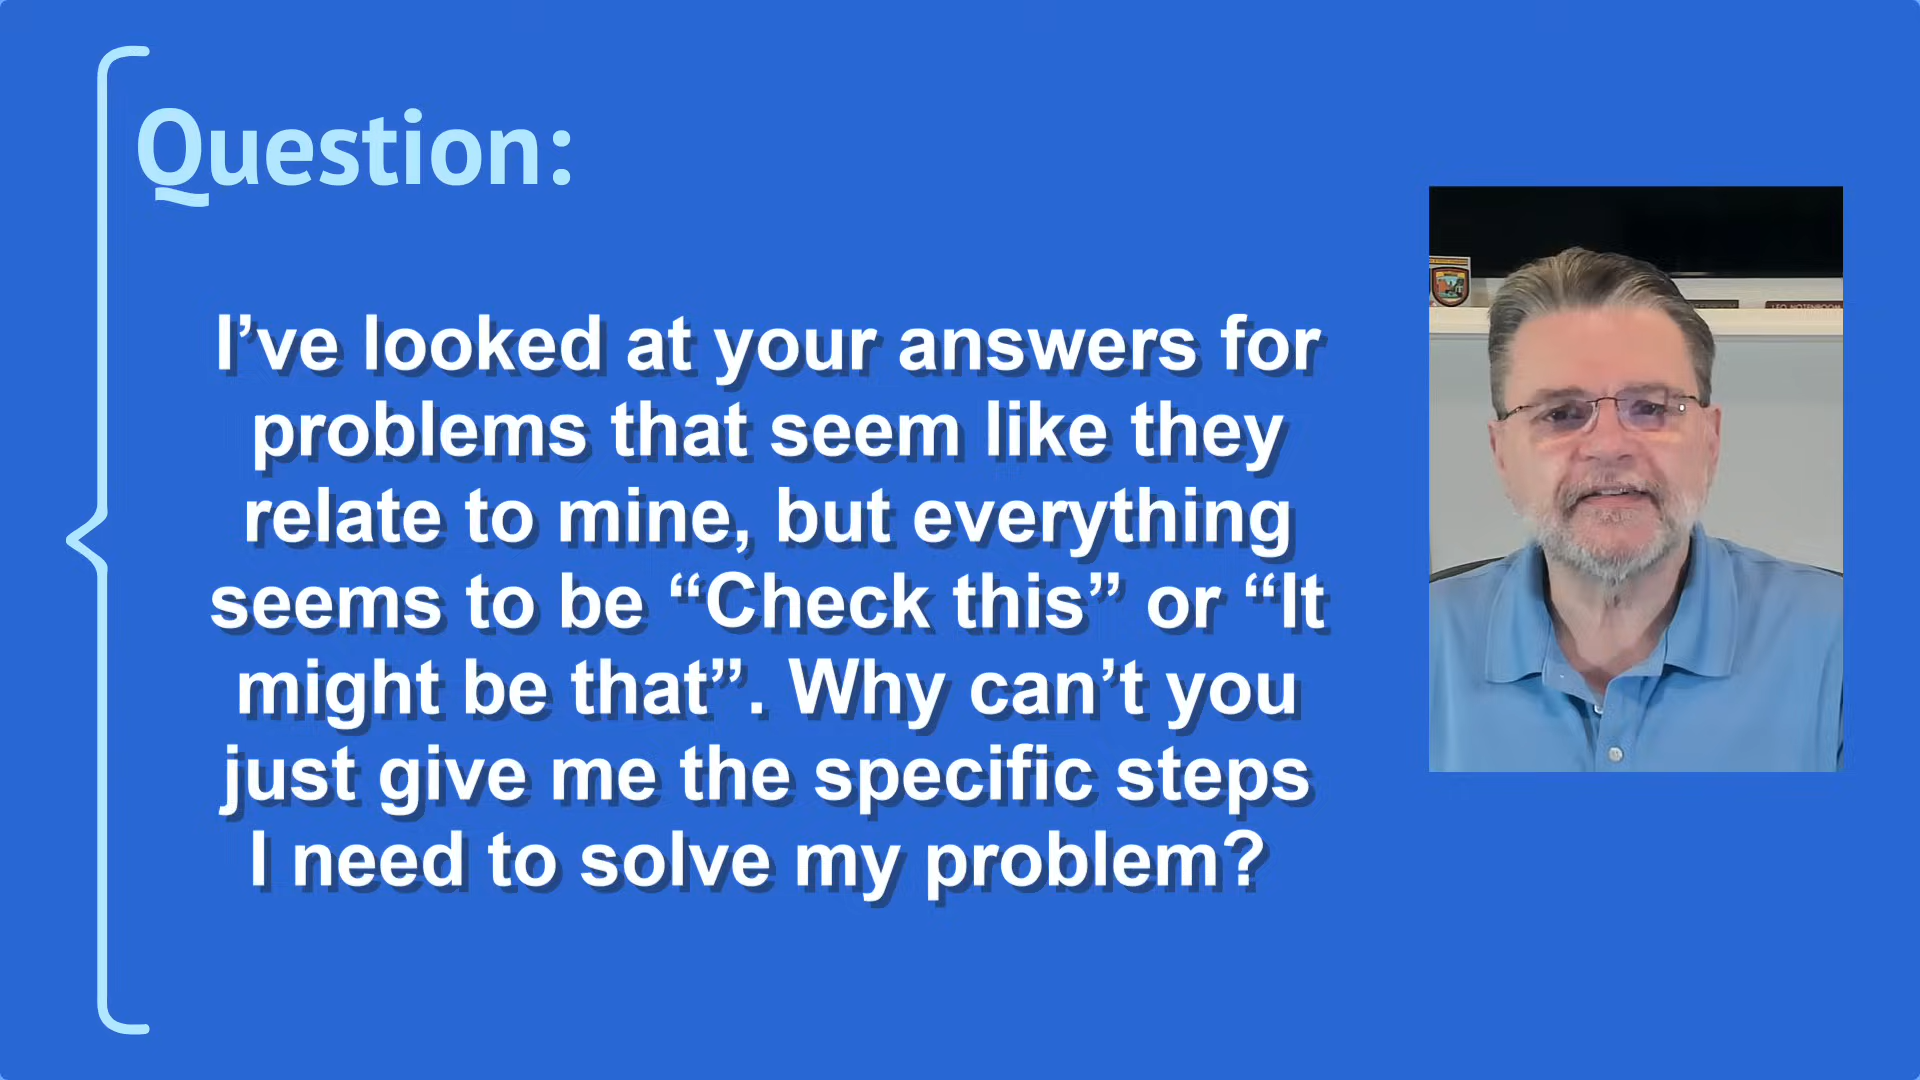 Question:
I’ve looked at your answers for
problems that seem like they
relate to mine, but everything
seems to be “Check this” or “It
might be that”. Why can’t you
just give me the specific steps
I need to solve my problem?
LEO NOTENBOOM